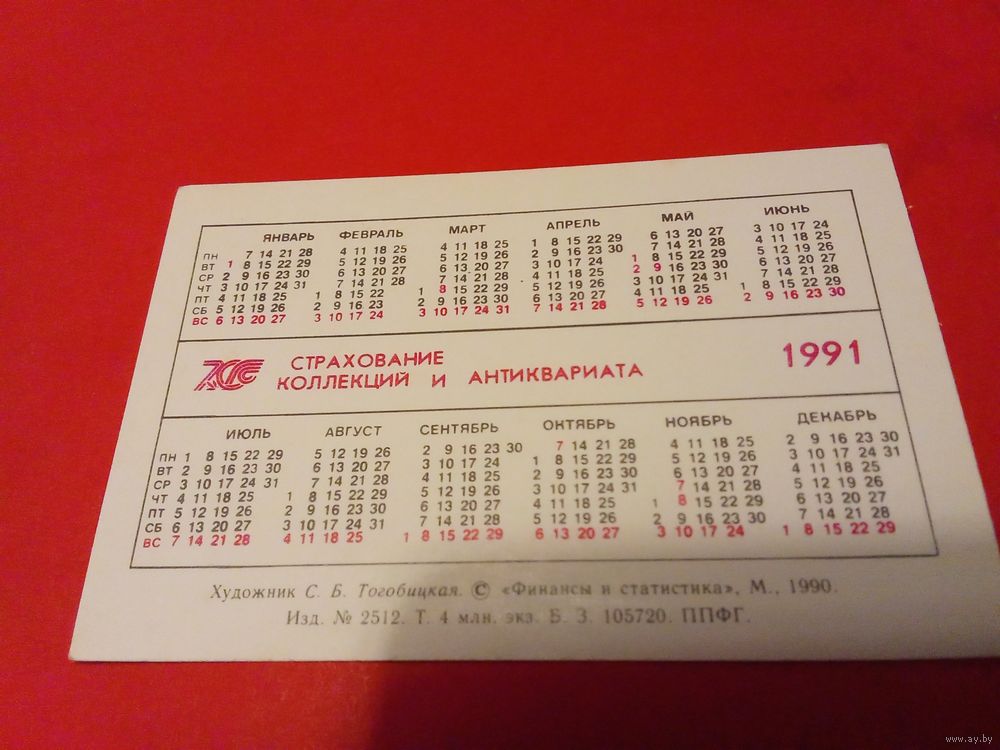 ЯНВАРЬ ФЕВРАЛЬ МАРТ АПРЕЛЬ МАЙ ИЮНЬ
ПН 7 14 21 28 4 11 18 25 4 11 18 25 1 8 15 22 29 6 13 20 27 3 10 17 24
ВТ 1 8 15 22 29 5 12 19 26 5 12 19 26 2 9 16 23 30 7 14 21 28 4 11 18 25
СР 2 9 16 23 30 6 13 20 27 6 13 20 27 3 10 17 24 1 8 15 22 29 5 12 19 26
ЧТ 3 10 17 24 31 7 14 21 28 7 14 21 28 4 11 18 25 2 9 16 23 30 6 13 20 27
ПТ 4 11 18 25 1 8 15 22 1 8 15 22 29 5 12 19 26 3 10 17 24 31 7 14 21 28
СБ 5 12 19 26 2 9 16 23 2 9 16 23 30 6 13 20 27 4 11 18 25 1 8 15 22 29
ВС 6 13 20 27 3 10 17 24 3 10 17 24 31 7 14 21 28 5 12 19 26 2 9 16 23 30
СТРАХОВАНИЕ
КОЛЛЕКЦИЙ И АНТИКВАРИАТА
1991
ИЮЛЬ АВГУСТ СЕНТЯБРЬ ОКТЯБРЬ НОЯБРЬ ДЕКАБРЬ
ПН 1 8 15 22 29 5 12 19 26 2 9 16 23 30 7 14 21 28 4 11 18 25 2 9 16 23 30
ВТ 2 9 16 23 30 6 13 20 27 3 10 17 24 1 8 15 22 29 5 12 19 26 3 10 17 24 31
СР 3 10 17 24 31 7 14 21 28 4 11 18 25 2 9 16 23 30 6 13 20 27 4 11 18 25
ЧТ 4 11 18 25 1 8 15 22 29 5 12 19 26 3 10 17 24 31 7 14 21 28 5 12 19 26
ПТ 5 12 19 26 2 9 16 23 30 6 13 20 27 4 11 18 25 1 8 15 22 29 6 13 20 27
СБ 6 13 20 27 3 10 17 24 31 7 14 21 28 5 12 19 26 2 9 16 23 30 7 14 21 28
ВС 7 14 21 28 4 11 18 25 1 8 15 22 29 6 13 20 27 3 10 17 24 1 8 15 22 29
Художник С. Б. Тогобицкая. © «Финансы и статистика», М., 1990.
Изд. № 2512. Т. 4 млн. экз. Б. З. 105720. ППФГ.
www.ay.by